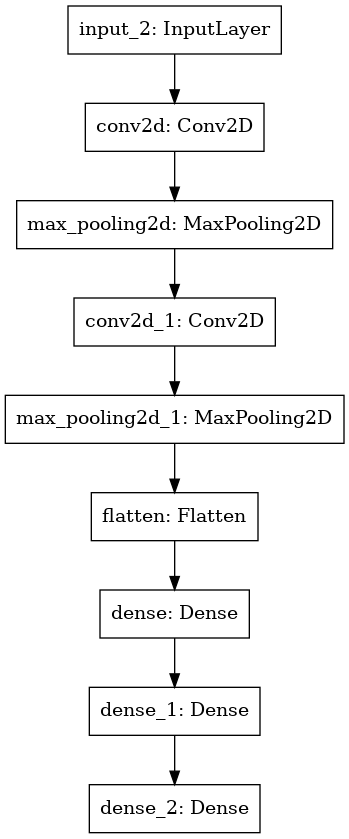 input_2: InputLayer
conv2d: Conv2D
max_pooling2d: MaxPooling2D
conv2d_1: Conv2D
max_pooling2d_1: MaxPooling2D
flatten: Flatten
dense: Dense
dense_1: Dense
dense_2: Dense